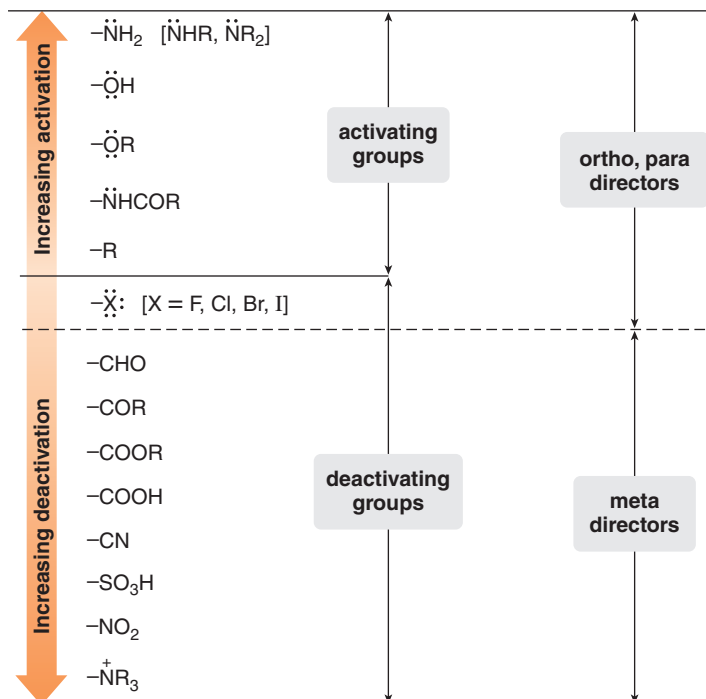 Increasing activation
–N̈H₂ [N̈HR, N̈R₂]
–ÖH
–ÖR
–N̈HCOR
–R
–Ẍ: [X = F, Cl, Br, I]
–CHO
–COR
–COOR
–COOH
–CN
–SO₃H
–NO₂
–N⁺R₃
Increasing deactivation
activating
groups
deactivating
groups
ortho, para
directors
meta
directors